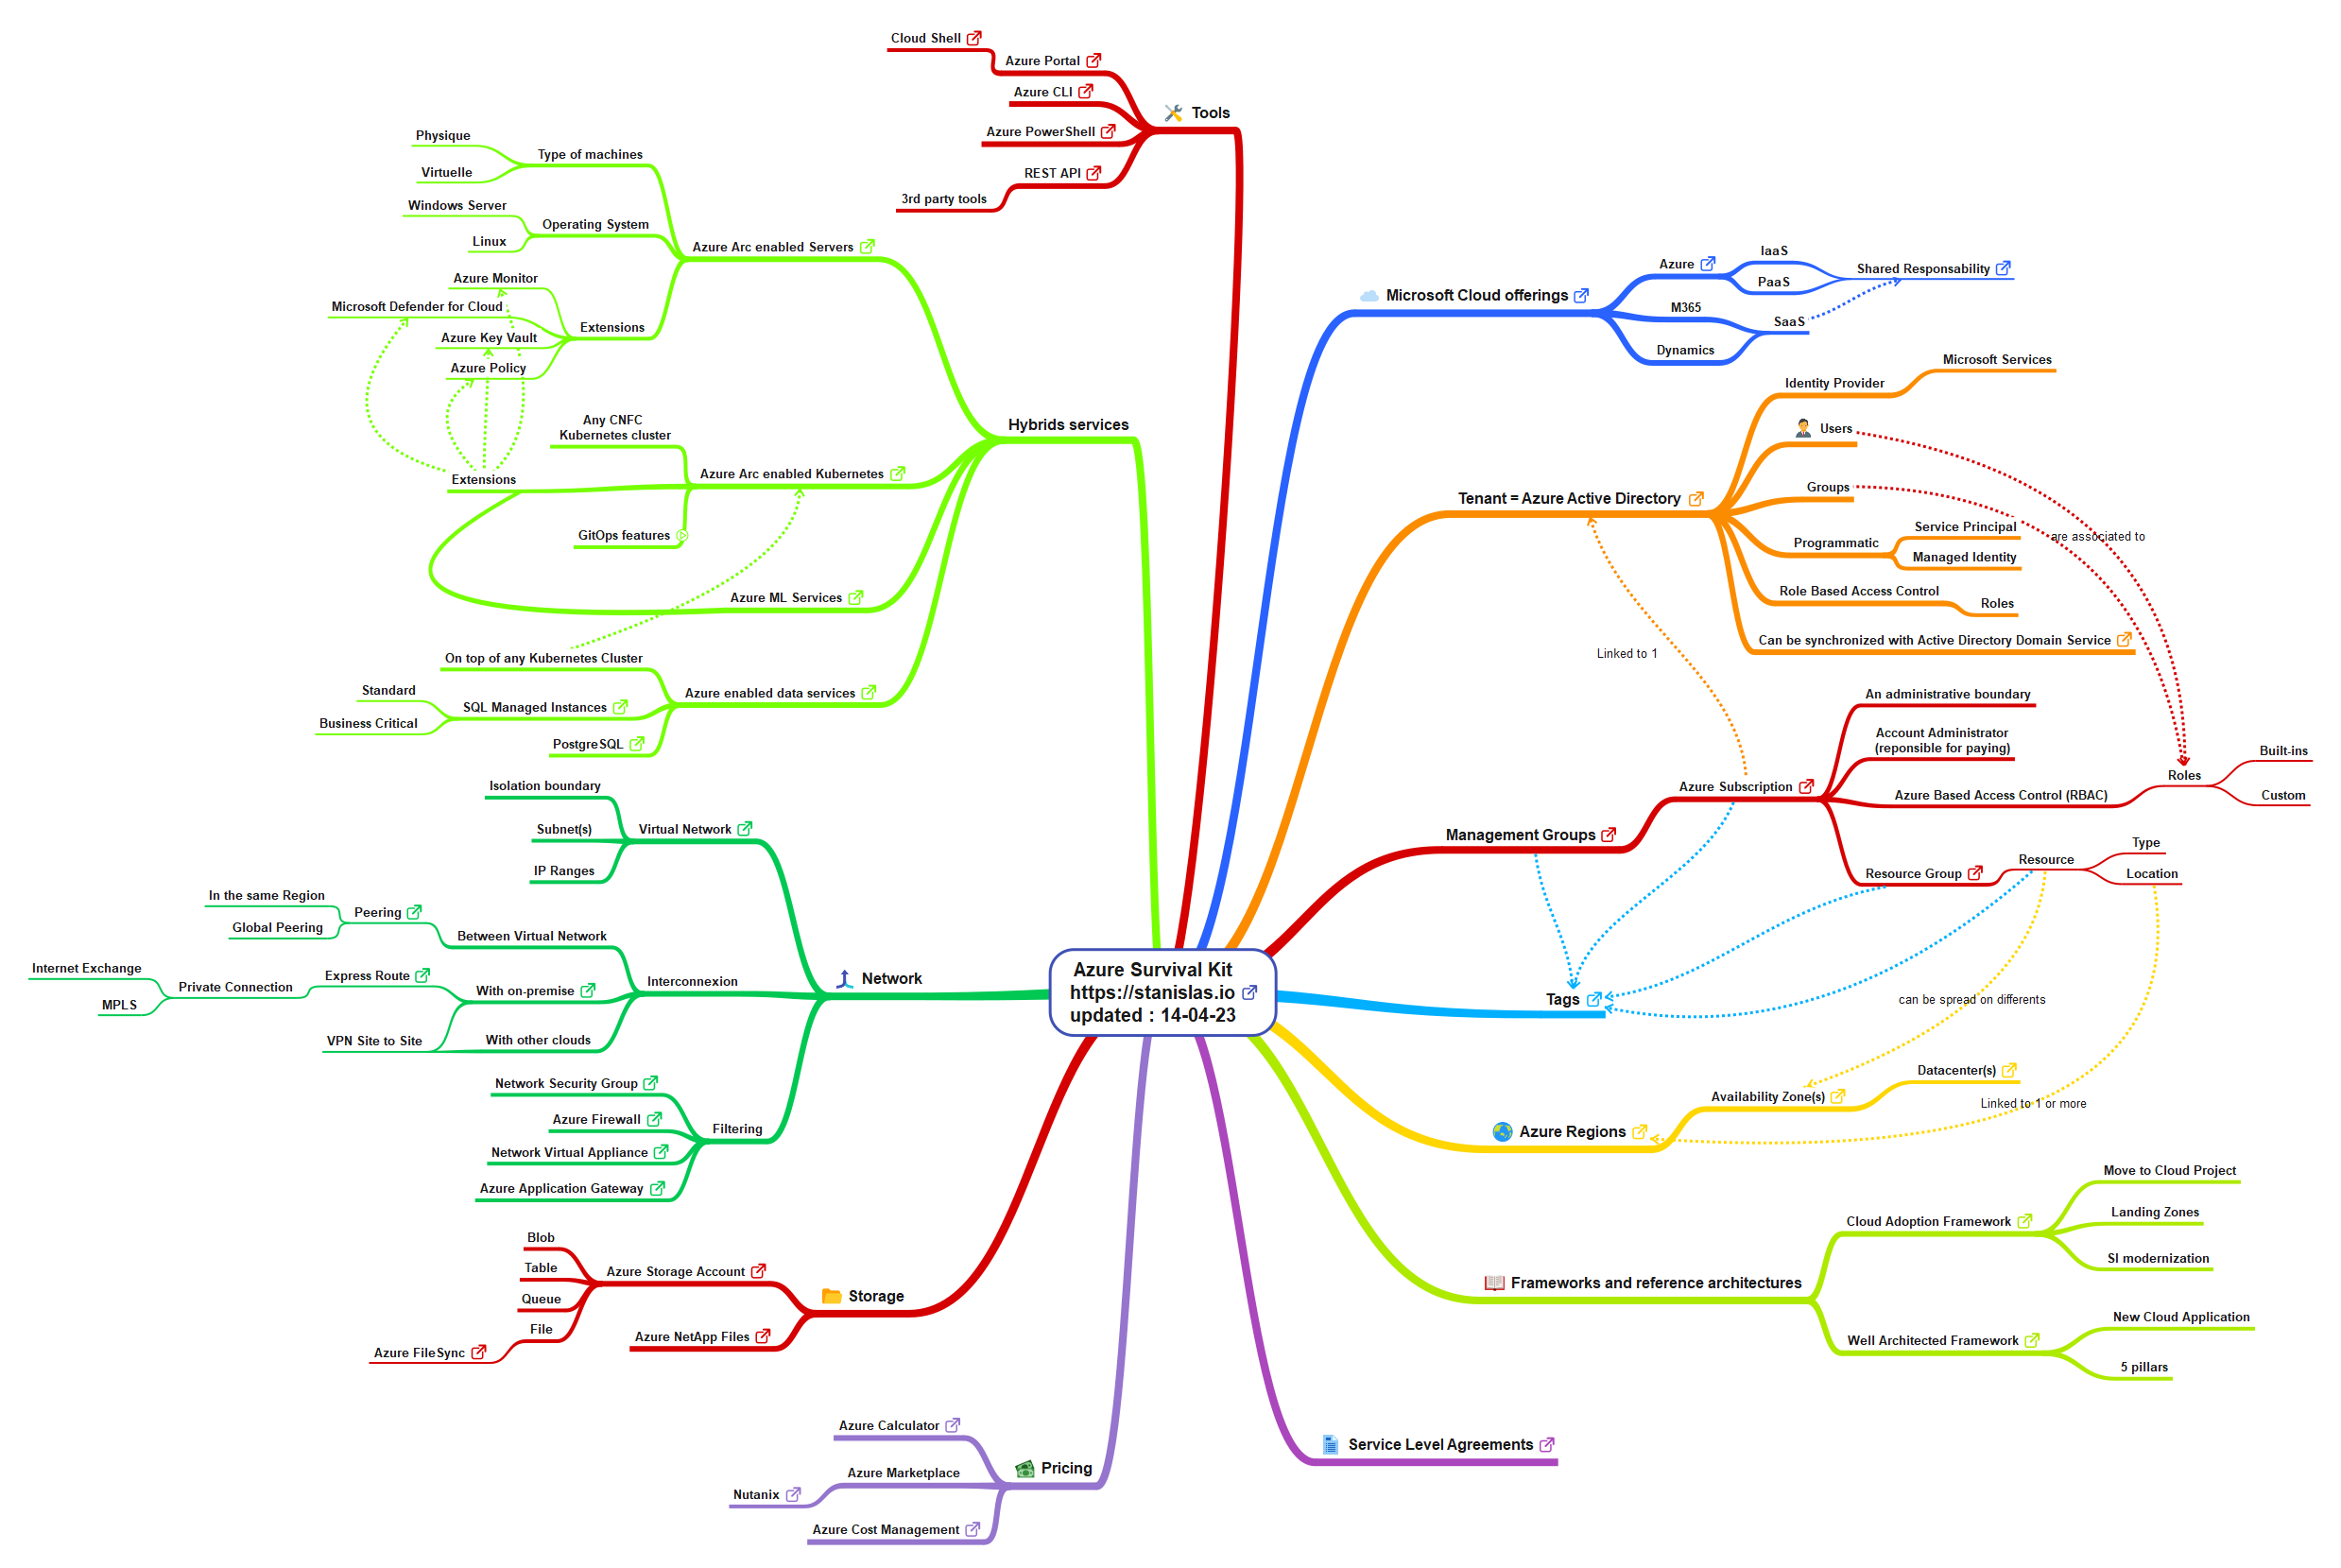 Azure Survival Kit
https://stanislas.io
updated : 14-04-23
Tools
Azure Portal
Cloud Shell
Azure CLI
Azure PowerShell
REST API
3rd party tools
Hybrids services
Azure Arc enabled Servers
Type of machines
Physique
Virtuelle
Operating System
Windows Server
Linux
Extensions
Azure Monitor
Microsoft Defender for Cloud
Azure Key Vault
Azure Policy
Azure Arc enabled Kubernetes
Any CNFC
Kubernetes cluster
Extensions
GitOps features
Azure ML Services
Azure enabled data services
On top of any Kubernetes Cluster
SQL Managed Instances
Standard
Business Critical
PostgreSQL
Network
Virtual Network
Isolation boundary
Subnet(s)
IP Ranges
Interconnexion
Between Virtual Network
Peering
In the same Region
Global Peering
With on-premise
Express Route
Private Connection
Internet Exchange
MPLS
VPN Site to Site
With other clouds
Filtering
Network Security Group
Azure Firewall
Network Virtual Appliance
Azure Application Gateway
Storage
Azure Storage Account
Blob
Table
Queue
File
Azure FileSync
Azure NetApp Files
Pricing
Azure Calculator
Azure Marketplace
Nutanix
Azure Cost Management
Microsoft Cloud offerings
Azure
IaaS
PaaS
Shared Responsability
M365
Dynamics
SaaS
Tenant = Azure Active Directory
Identity Provider
Microsoft Services
Users
Groups
Programmatic
Service Principal
Managed Identity
are associated to
Role Based Access Control
Roles
Can be synchronized with Active Directory Domain Service
Linked to 1
Management Groups
Azure Subscription
An administrative boundary
Account Administrator
(reponsible for paying)
Azure Based Access Control (RBAC)
Roles
Built-ins
Custom
Resource Group
Resource
Type
Location
Tags
can be spread on differents
Azure Regions
Availability Zone(s)
Datacenter(s)
Linked to 1 or more
Frameworks and reference architectures
Cloud Adoption Framework
Move to Cloud Project
Landing Zones
SI modernization
Well Architected Framework
New Cloud Application
5 pillars
Service Level Agreements